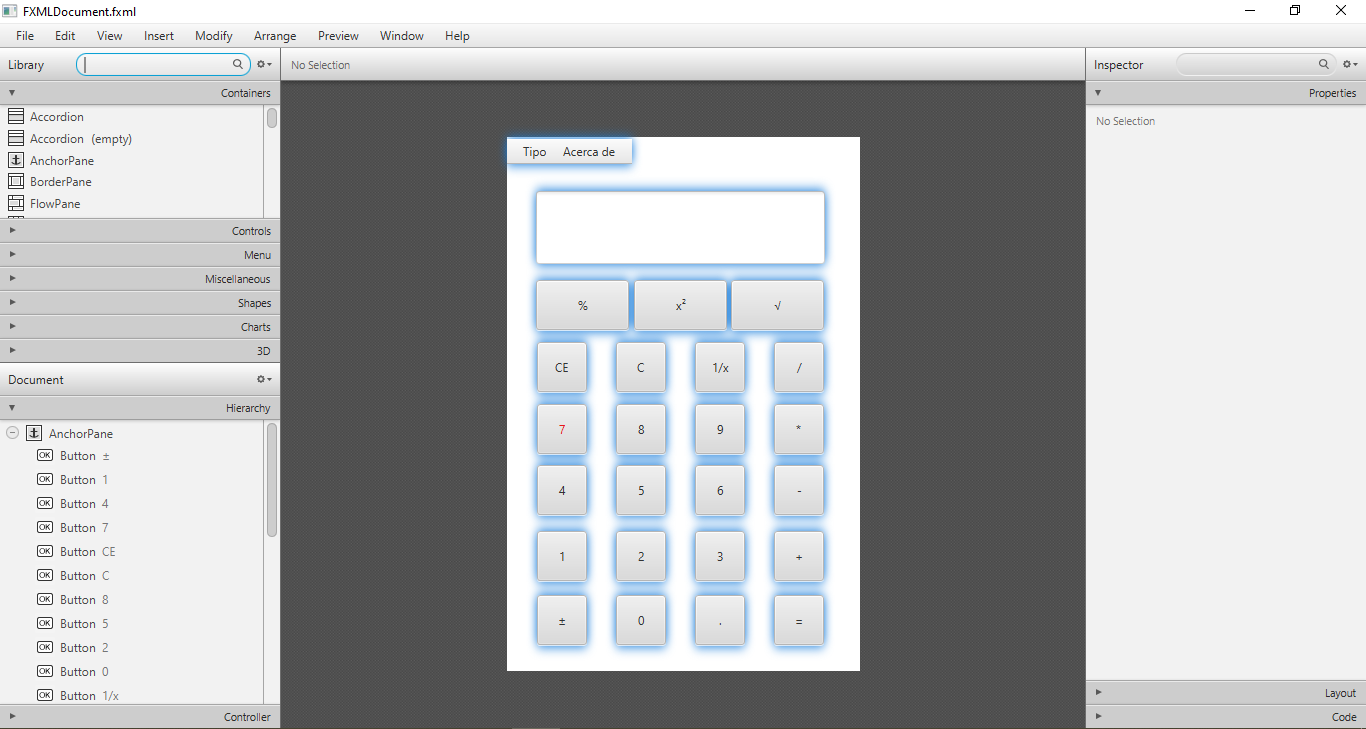 FXMLDocument.fxml
File Edit View Insert Modify Arrange Preview Window Help
Library
No Selection
Inspector
Containers
Properties
Accordion
Accordion (empty)
AnchorPane
BorderPane
FlowPane
Controls
Menu
Miscellaneous
Shapes
Charts
3D
Document
Hierarchy
AnchorPane
OK Button ±
OK Button 1
OK Button 4
OK Button 7
OK Button CE
OK Button C
OK Button 8
OK Button 5
OK Button 2
OK Button 0
OK Button 1/x
Controller
Tipo Acerca de
% x² √
CE C 1/x /
7 8 9 *
4 5 6 -
1 2 3 +
± 0 . =
No Selection
Layout
Code